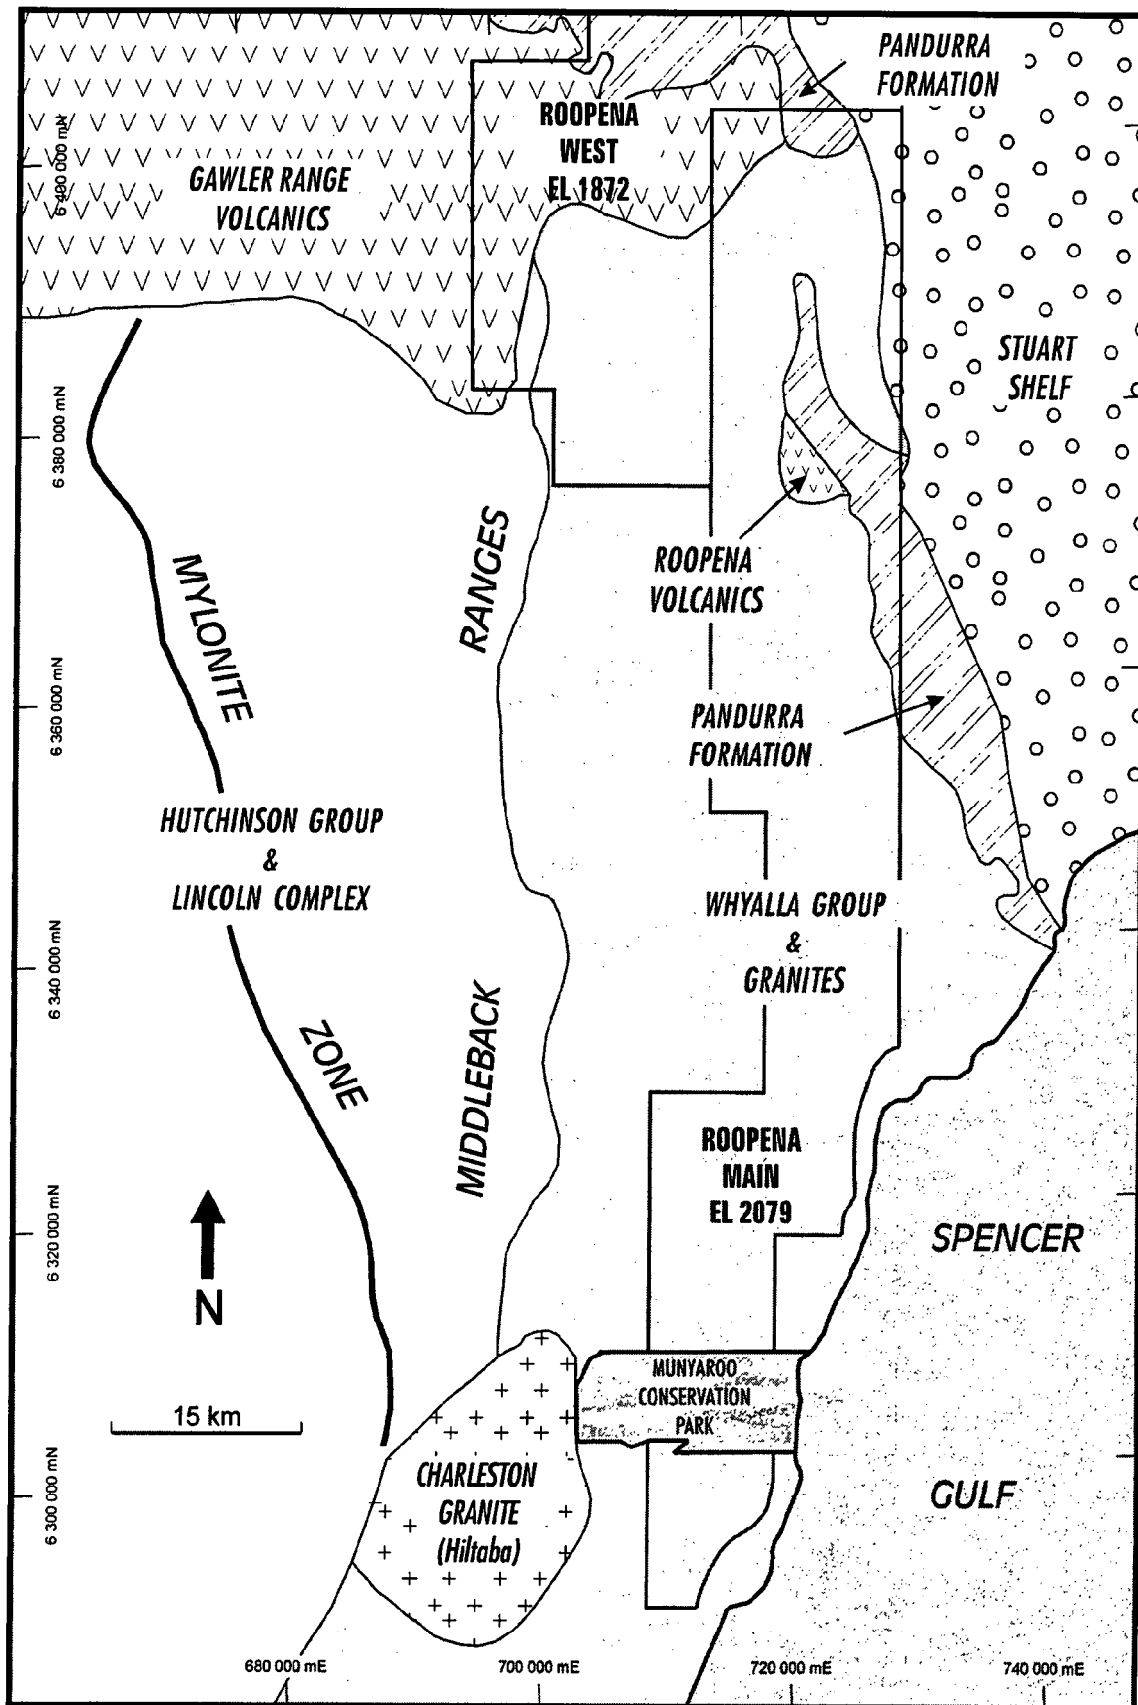 PANDURRA
FORMATION
ROOPENA
WEST
EL 1872
GAWLER RANGE
VOLCANICS
6 400 000 mN
STUART
SHELF
6 380 000 mN
RANGES
ROOPENA
VOLCANICS
MYLONITE
6 360 000 mN
PANDURRA
FORMATION
HUTCHINSON GROUP
&
LINCOLN COMPLEX
WHYALLA GROUP
&
GRANITES
6 340 000 mN
MIDDLEBACK
ZONE
ROOPENA
MAIN
EL 2079
6 320 000 mN
SPENCER
N
MUNYAROO
CONSERVATION
PARK
15 km
CHARLESTON
GRANITE
(Hiltaba)
GULF
6 300 000 mN
680 000 mE
700 000 mE
720 000 mE
740 000 mE